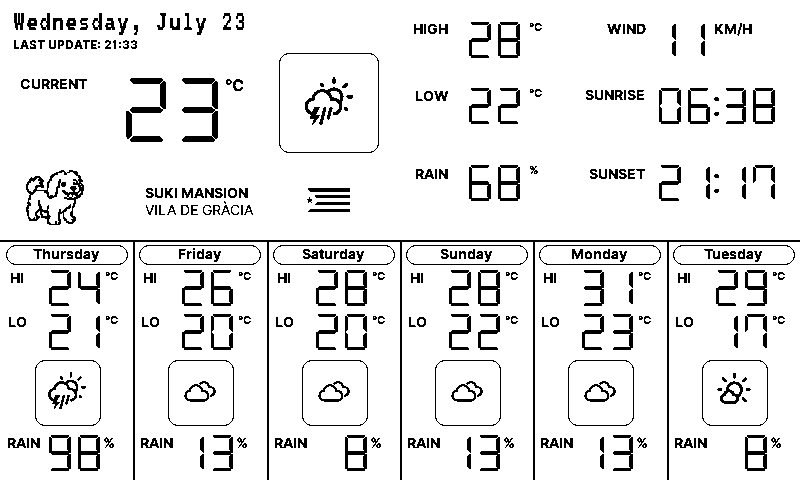 Wednesday, July 23
LAST UPDATE: 21:33
CURRENT 23 °C
SUKI MANSION
VILA DE GRÀCIA
HIGH 28 °C
LOW 22 °C
RAIN 68 %
WIND 11 KM/H
SUNRISE 06:38
SUNSET 21:17
Thursday
HI 24 °C
LO 21 °C
RAIN 98 %
Friday
HI 26 °C
LO 20 °C
RAIN 13 %
Saturday
HI 28 °C
LO 20 °C
RAIN 8 %
Sunday
HI 28 °C
LO 22 °C
RAIN 13 %
Monday
HI 31 °C
LO 23 °C
RAIN 13 %
Tuesday
HI 29 °C
LO 17 °C
RAIN 8 %